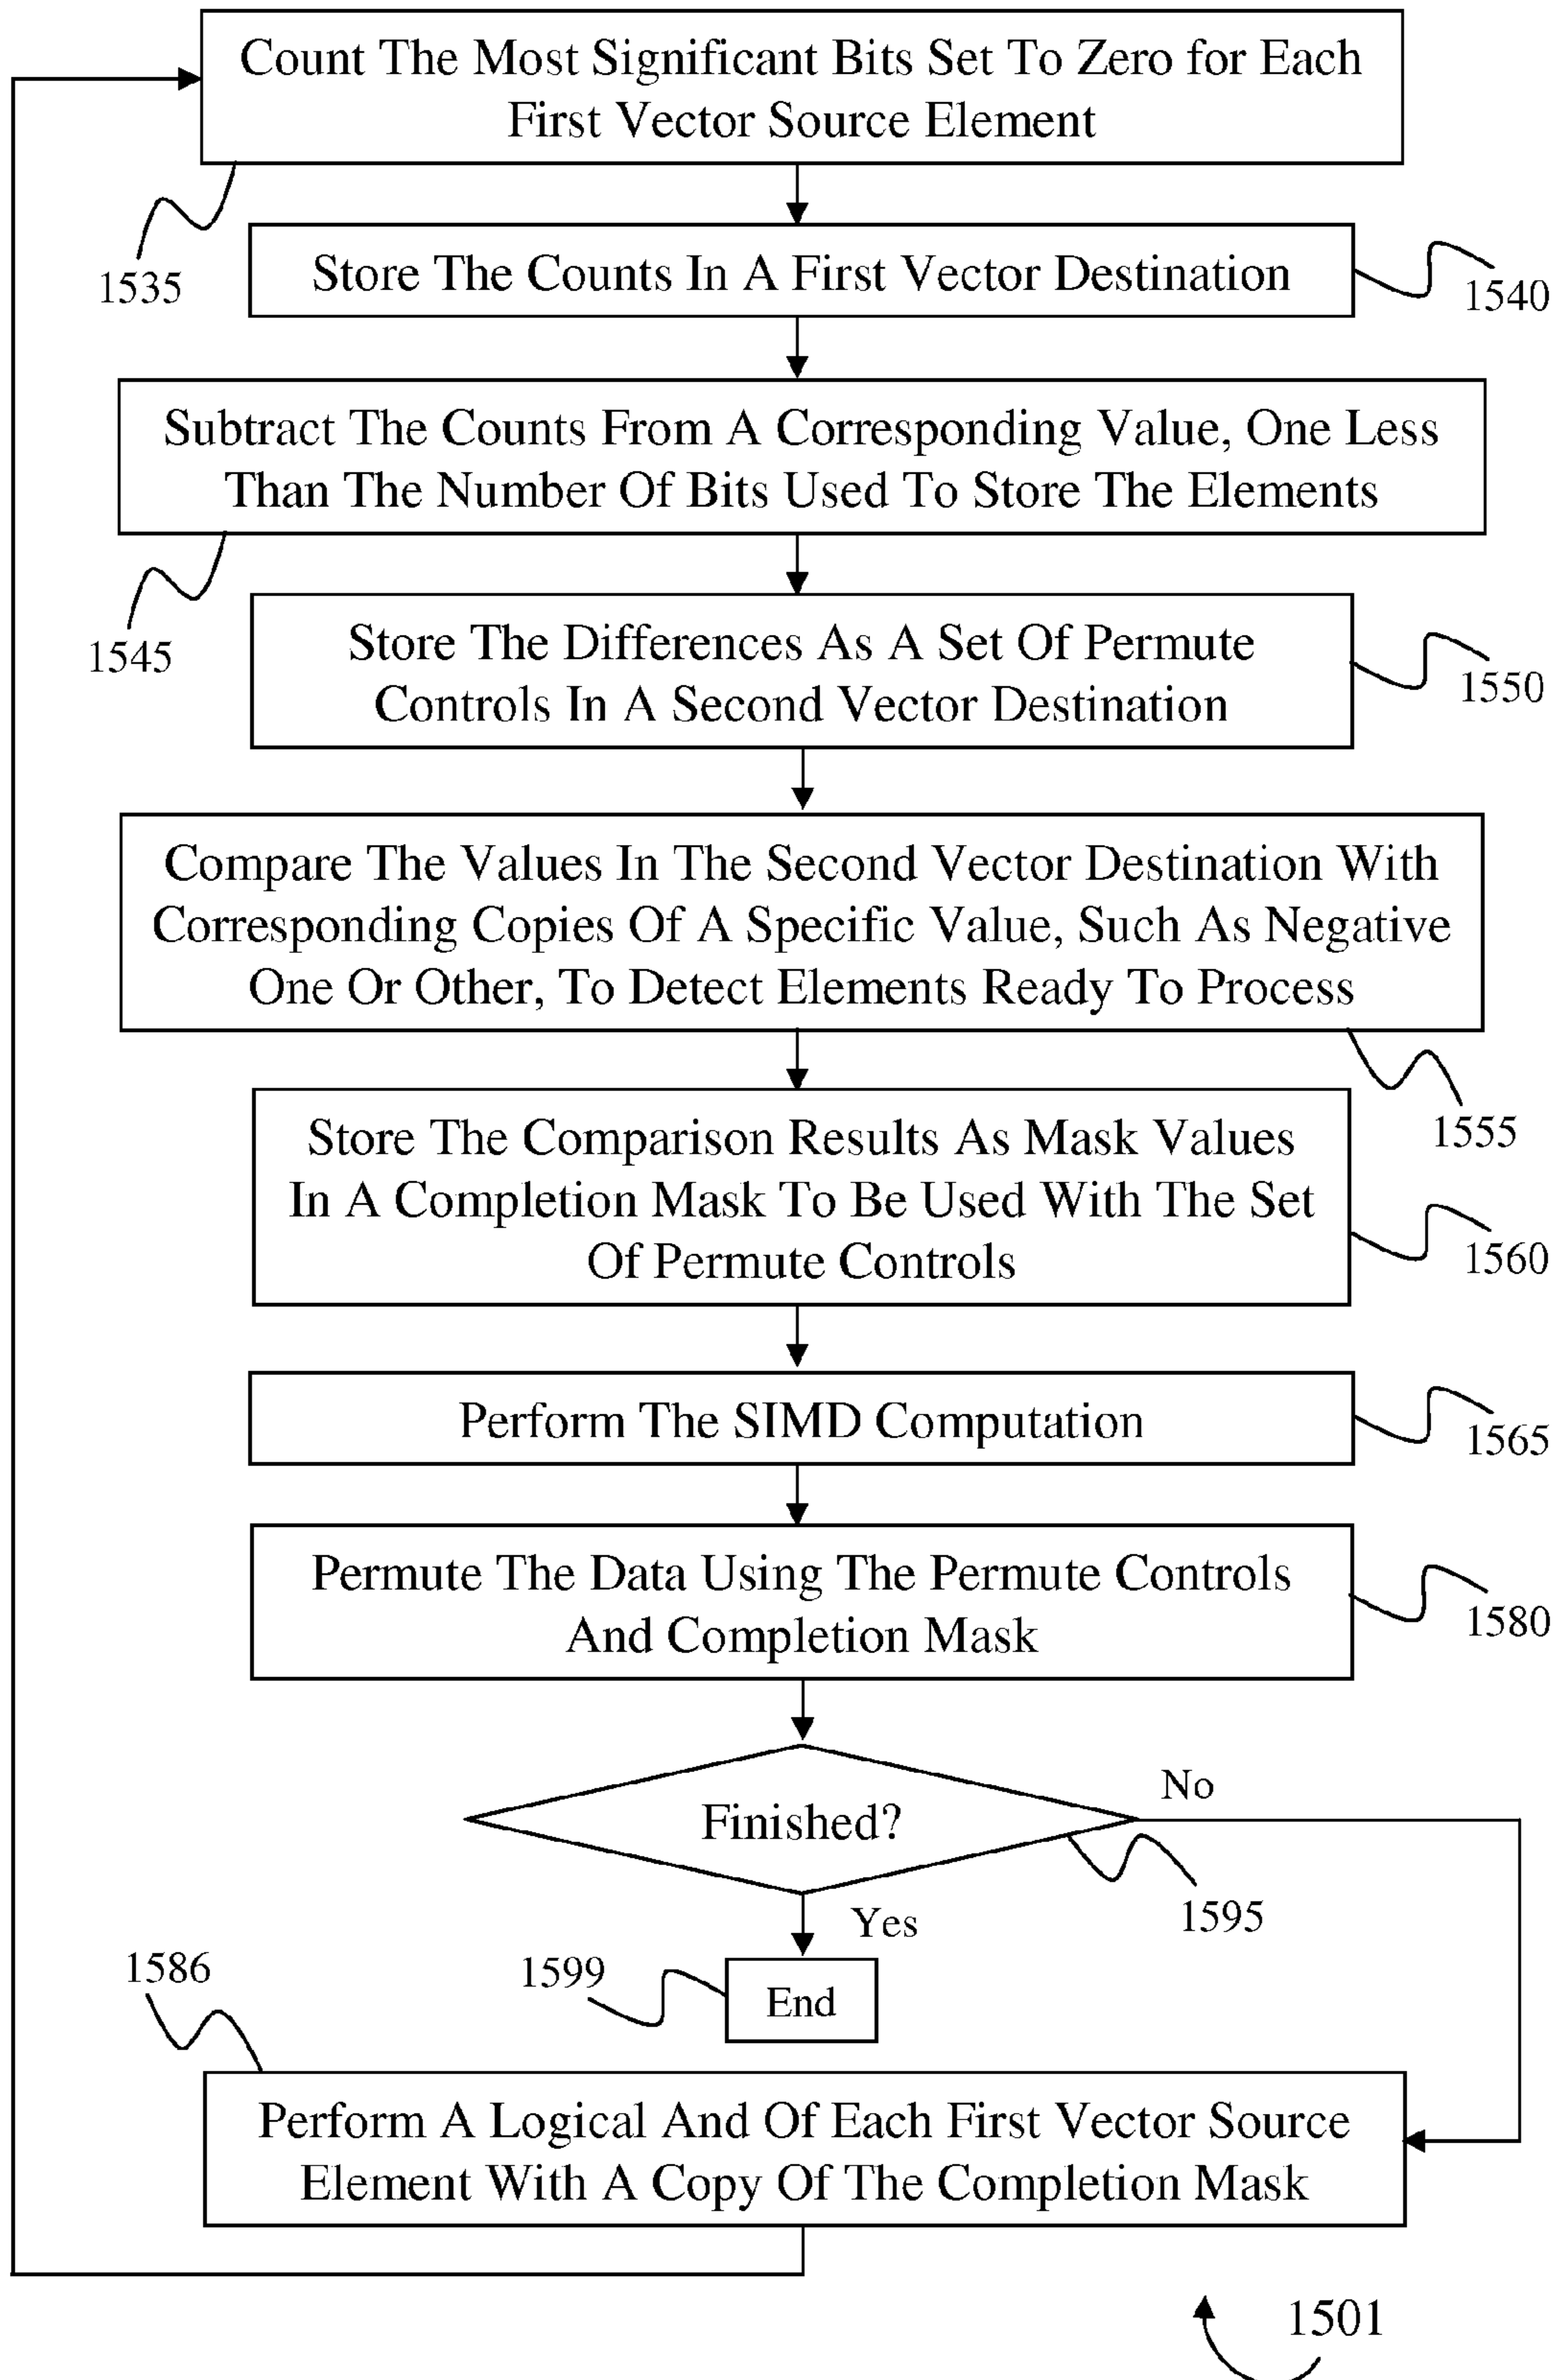 Count The Most Significant Bits Set To Zero for Each
First Vector Source Element
1535
Store The Counts In A First Vector Destination
1540
Subtract The Counts From A Corresponding Value, One Less
Than The Number Of Bits Used To Store The Elements
1545
Store The Differences As A Set Of Permute
Controls In A Second Vector Destination
1550
Compare The Values In The Second Vector Destination With
Corresponding Copies Of A Specific Value, Such As Negative
One Or Other, To Detect Elements Ready To Process
1555
Store The Comparison Results As Mask Values
In A Completion Mask To Be Used With The Set
Of Permute Controls
1560
Perform The SIMD Computation
1565
Permute The Data Using The Permute Controls
And Completion Mask
1580
Finished?
No
1595
Yes
1599
End
1586
Perform A Logical And Of Each First Vector Source
Element With A Copy Of The Completion Mask
1501